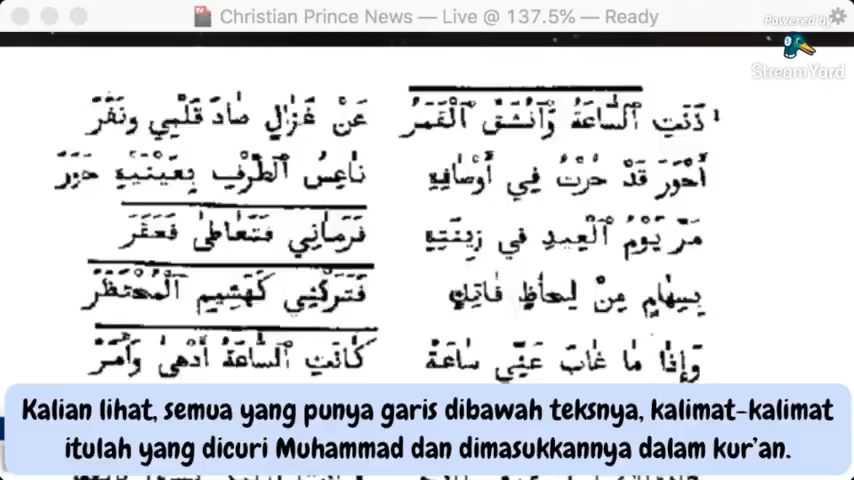 Christian Prince News — Live @ 137.5% — Ready
Powered by
StreamYard
دَنَتِ ٱلسَّاعَةُ وَٱنْشَقَّ ٱلْقَمَرُ عَنْ غَزَالٍ صَادَ قَلْبِي ونَفَرْ
أَحْوَرَ قَدْ حُرْتُ فِي أَوْصَافِهِ نَاعِسُ ٱلطَّرْفِ بِعَيْنَيْهِ حَوَرْ
مَرَّ يَوْمَ ٱلْعِيدِ فِي زِينَتِهِ فَرَمَانِي فَتَعَاطَى فَعَقَرْ
بِسِهَامٍ مِنْ لِحَاظٍ فَاتِكٍ فَتَرَكْنِي كَهَشِيمِ ٱلْمُحْتَظَرْ
وَإِذَا مَا غَابَ عَنِّي سَاعَةً كَانَتِ ٱلسَّاعَةُ أَدْهَى وَأَمَرْ
Kalian lihat, semua yang punya garis dibawah teksnya, kalimat-kalimat
itulah yang dicuri Muhammad dan dimasukkannya dalam kur'an.